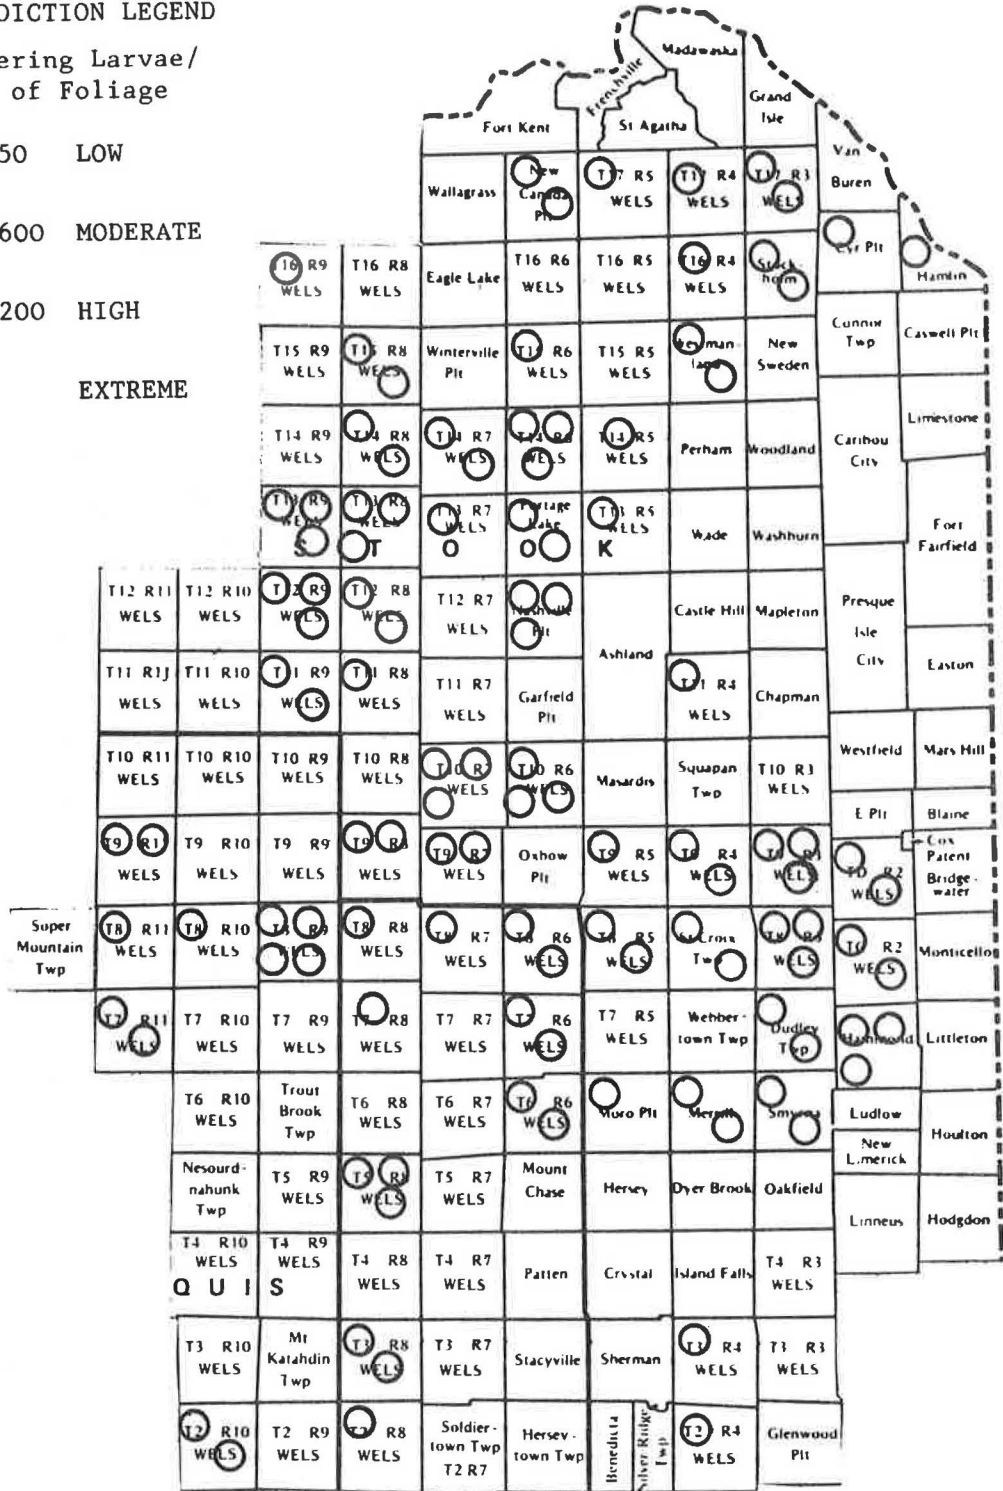 DICTION LEGEND
ering Larvae/
of Foliage
50 LOW
600 MODERATE
200 HIGH
EXTREME
Madawaska
Frenchville
Grand
Isle
Fort Kent
St Agatha
Van
Buren
Wallagrass
New
Canada
Plt
T17 R5
WELS
T17 R4
WELS
T17 R3
WELS
Cyr Plt
Hamlin
T16 R9
WELS
T16 R8
WELS
Eagle Lake
T16 R6
WELS
T16 R5
WELS
T16 R4
WELS
Stock-
holm
Connor
Twp
Caswell Plt
T15 R9
WELS
T15 R8
WELS
Winterville
Plt
T15 R6
WELS
T15 R5
WELS
Westman-
land
New
Sweden
Limestone
T14 R9
WELS
T14 R8
WELS
T14 R7
WELS
T14 R6
WELS
T14 R5
WELS
Perham
Woodland
Caribou
City
T13 R9
WELS
T13 R8
WELS
T13 R7
WELS
Portage
Lake
T13 R5
WELS
Wade
Washburn
Fort
Fairfield
S T O O K
T12 R11
WELS
T12 R10
WELS
T12 R9
WELS
T12 R8
WELS
T12 R7
WELS
Nashville
Plt
Ashland
Castle Hill
Mapleton
Presque
Isle
City
Easton
T11 R11
WELS
T11 R10
WELS
T11 R9
WELS
T11 R8
WELS
T11 R7
WELS
Garfield
Plt
T11 R4
WELS
Chapman
Westfield
Mars Hill
T10 R11
WELS
T10 R10
WELS
T10 R9
WELS
T10 R8
WELS
T10 R7
WELS
T10 R6
WELS
Masardis
Squapan
Twp
T10 R3
WELS
E Plt
Blaine
Cox
Patent
Bridge-
water
T9 R11
WELS
T9 R10
WELS
T9 R9
WELS
T9 R8
WELS
T9 R7
WELS
Oxbow
Plt
T9 R5
WELS
T9 R4
WELS
T9 R3
WELS
TD R2
WELS
Super
Mountain
Twp
T8 R11
WELS
T8 R10
WELS
T8 R9
WELS
T8 R8
WELS
T8 R7
WELS
T8 R6
WELS
T8 R5
WELS
St Croix
Twp
T8 R3
WELS
TC R2
WELS
Monticello
T7 R11
WELS
T7 R10
WELS
T7 R9
WELS
T7 R8
WELS
T7 R7
WELS
T7 R6
WELS
T7 R5
WELS
Webber-
town Twp
Dudley
Twp
Hammond
Littleton
T6 R10
WELS
Trout
Brook
Twp
T6 R8
WELS
T6 R7
WELS
T6 R6
WELS
Moro Plt
Merrill
Smyrna
Ludlow
New
Limerick
Houlton
Nesourd-
nahunk
Twp
T5 R9
WELS
T5 R8
WELS
T5 R7
WELS
Mount
Chase
Hersey
Dyer Brook
Oakfield
Linneus
Hodgdon
T4 R10
WELS
T4 R9
WELS
T4 R8
WELS
T4 R7
WELS
Patten
Crystal
Island Falls
T4 R3
WELS
Q U I S
T3 R10
WELS
Mt
Katahdin
Twp
T3 R8
WELS
T3 R7
WELS
Stacyville
Sherman
T3 R4
WELS
T3 R3
WELS
T2 R10
WELS
T2 R9
WELS
T2 R8
WELS
Soldier-
town Twp
T2 R7
Hersey-
town Twp
Benedicta
Silver Ridge
Twp
T2 R4
WELS
Glenwood
Plt